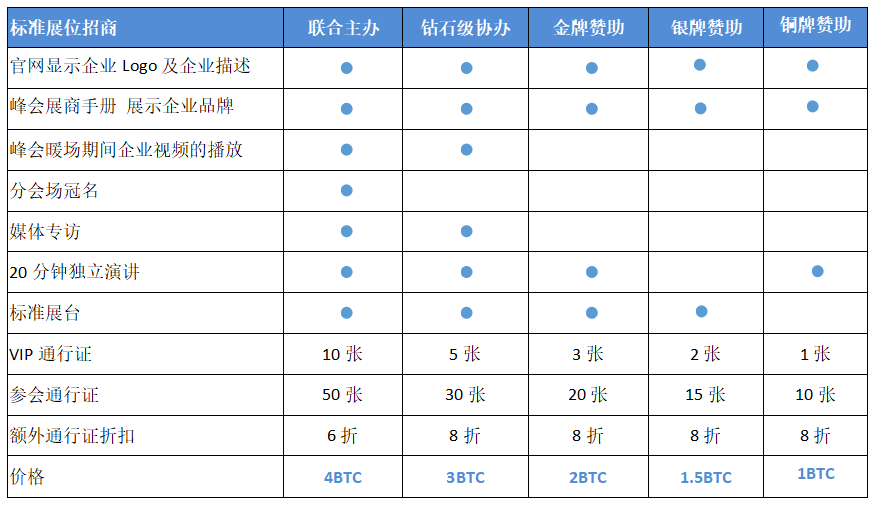 标准展位招商 联合主办 钻石级协办 金牌赞助 银牌赞助 铜牌赞助
官网显示企业 Logo 及企业描述 ● ● ● ● ●
峰会展商手册 展示企业品牌 ● ● ● ● ●
峰会暖场期间企业视频的播放 ● ●
分会场冠名 ●
媒体专访 ● ●
20 分钟独立演讲 ● ● ● ●
标准展台 ● ● ● ●
VIP 通行证 10 张 5 张 3 张 2 张 1 张
参会通行证 50 张 30 张 20 张 15 张 10 张
额外通行证折扣 6 折 8 折 8 折 8 折 8 折
价格 4BTC 3BTC 2BTC 1.5BTC 1BTC